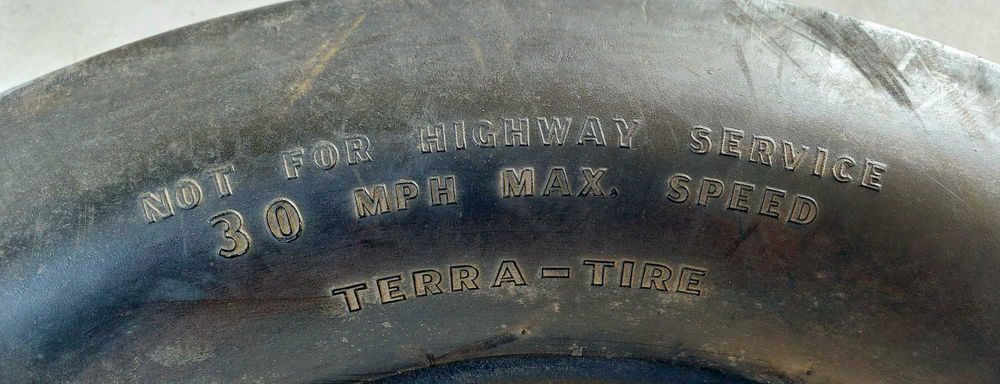 NOT FOR HIGHWAY SERVICE
30 MPH MAX. SPEED
TERRA-TIRE